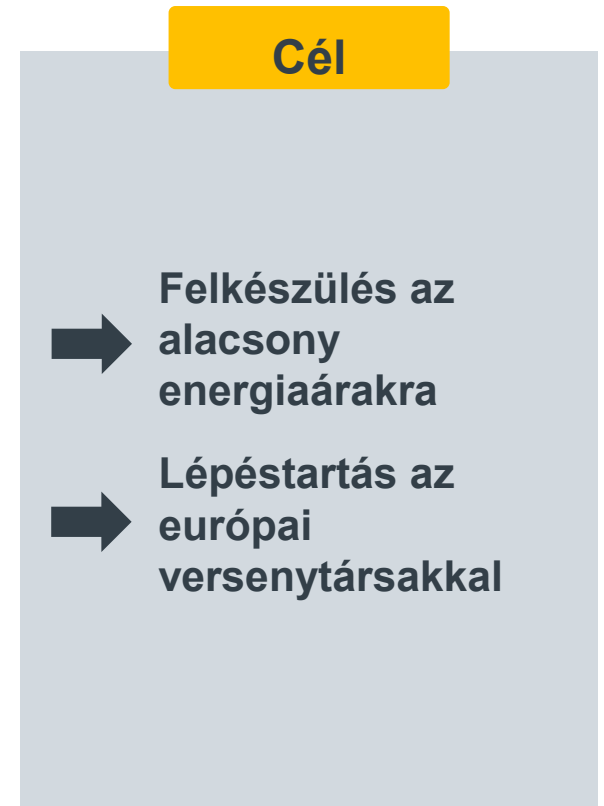 Cél
Felkészülés az
alacsony
energiaárakra
Lépéstartás az
európai
versenytársakkal